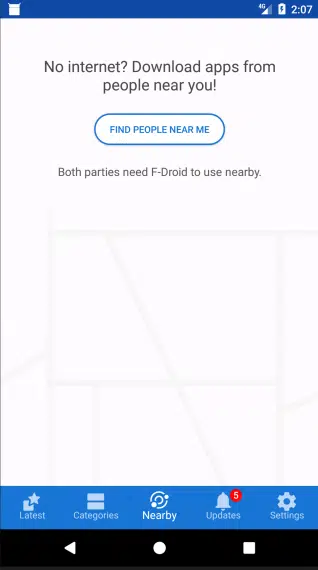 4G 2:07
No internet? Download apps from
people near you!
FIND PEOPLE NEAR ME
Both parties need F-Droid to use nearby.
5
Latest Categories Nearby Updates Settings